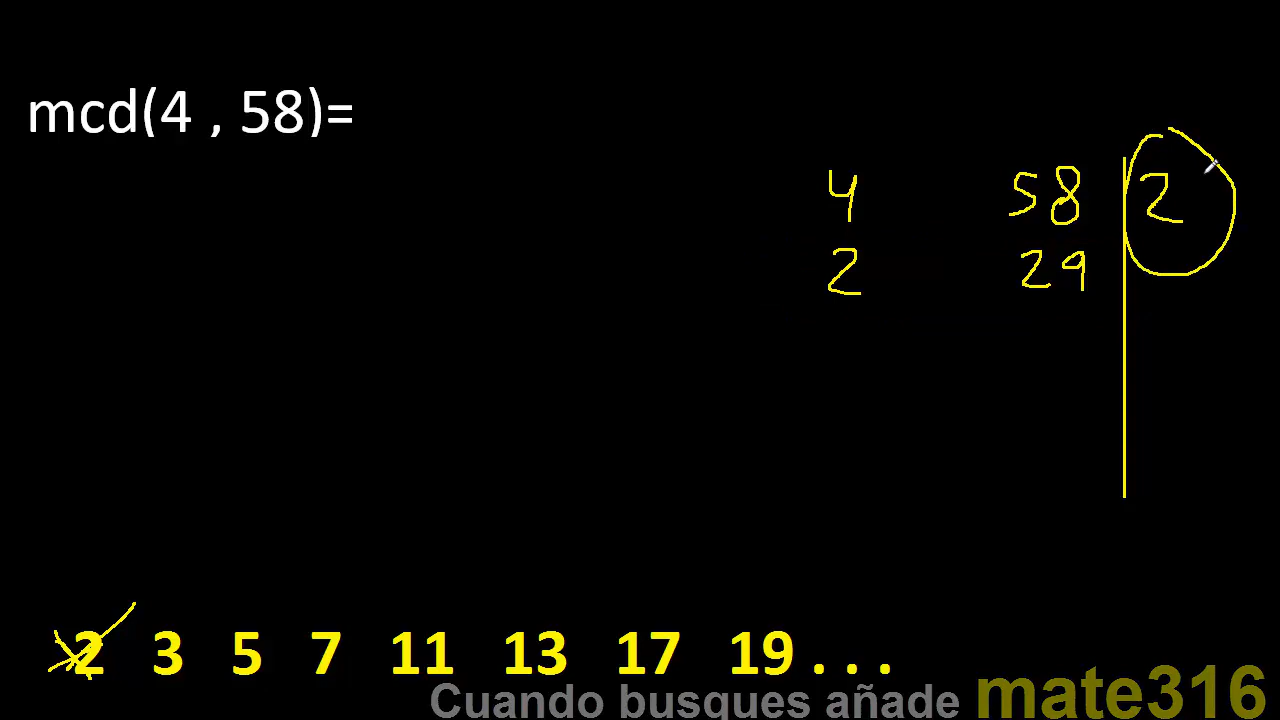 mcd(4 , 58)=
4 58 2
2 29
2 3 5 7 11 13 17 19 . . .
Cuando busques añade mate316